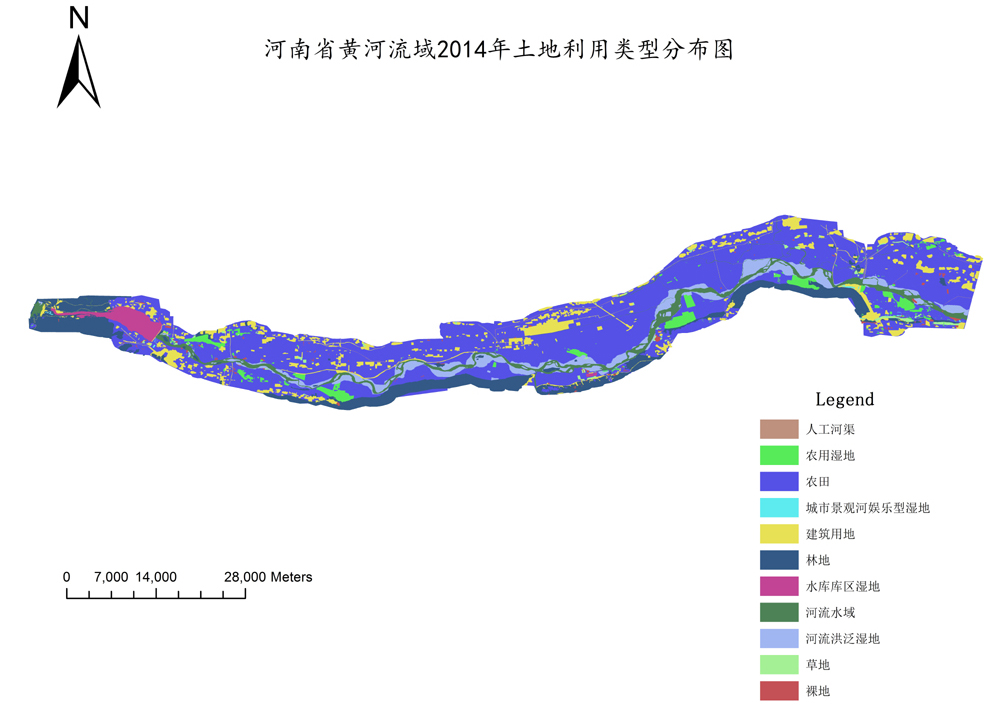 N
河南省黄河流域2014年土地利用类型分布图
Legend
人工河渠
农用湿地
农田
城市景观河娱乐型湿地
建筑用地
林地
水库库区湿地
河流水域
河流洪泛湿地
草地
裸地
0 7,000 14,000 28,000 Meters